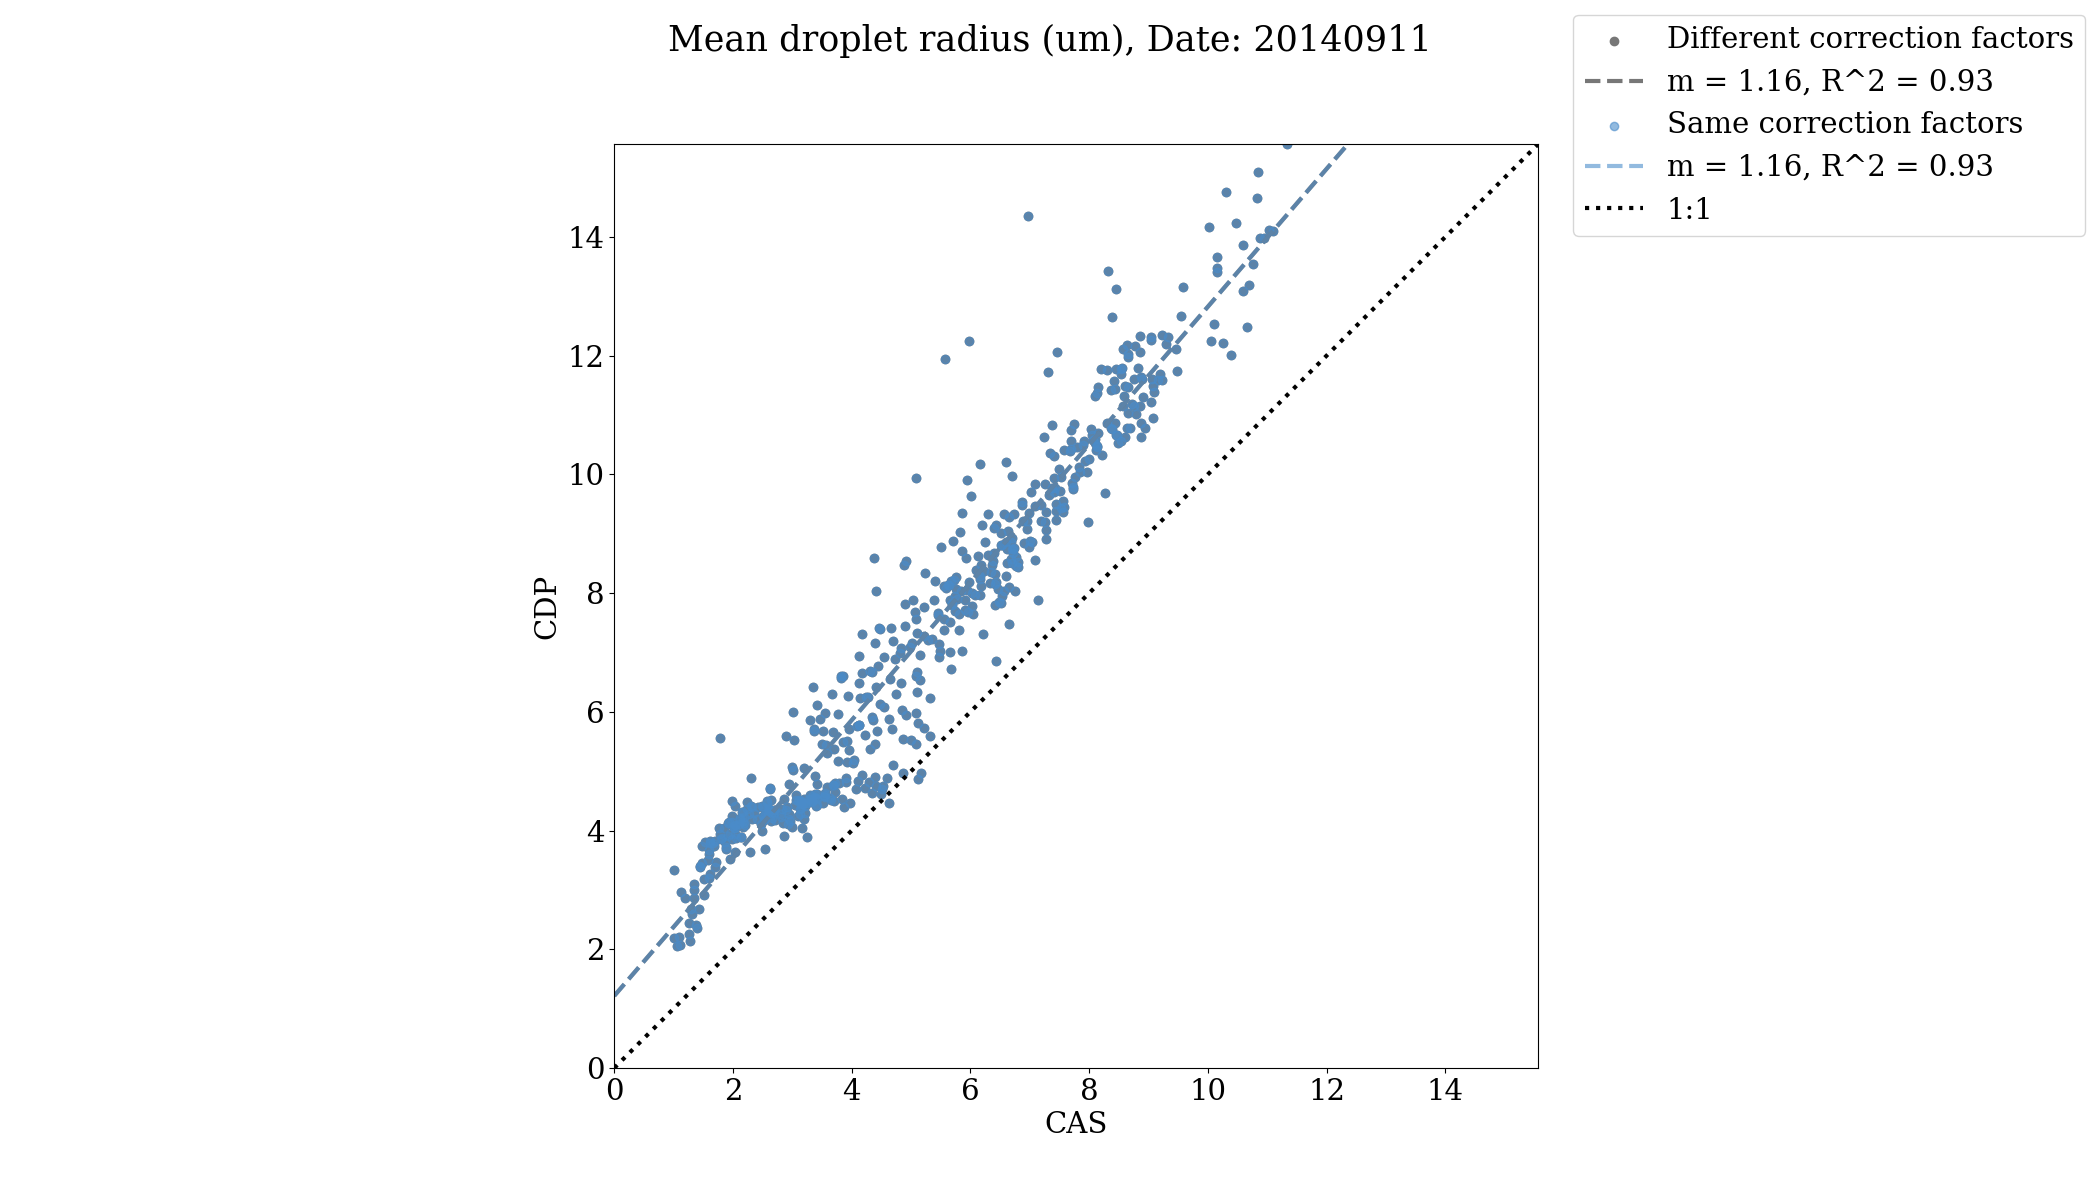 Mean droplet radius (um), Date: 20140911
Different correction factors
m = 1.16, R^2 = 0.93
Same correction factors
m = 1.16, R^2 = 0.93
1:1
14
12
10
8
6
4
2
0
CDP
0 2 4 6 8 10 12 14
CAS